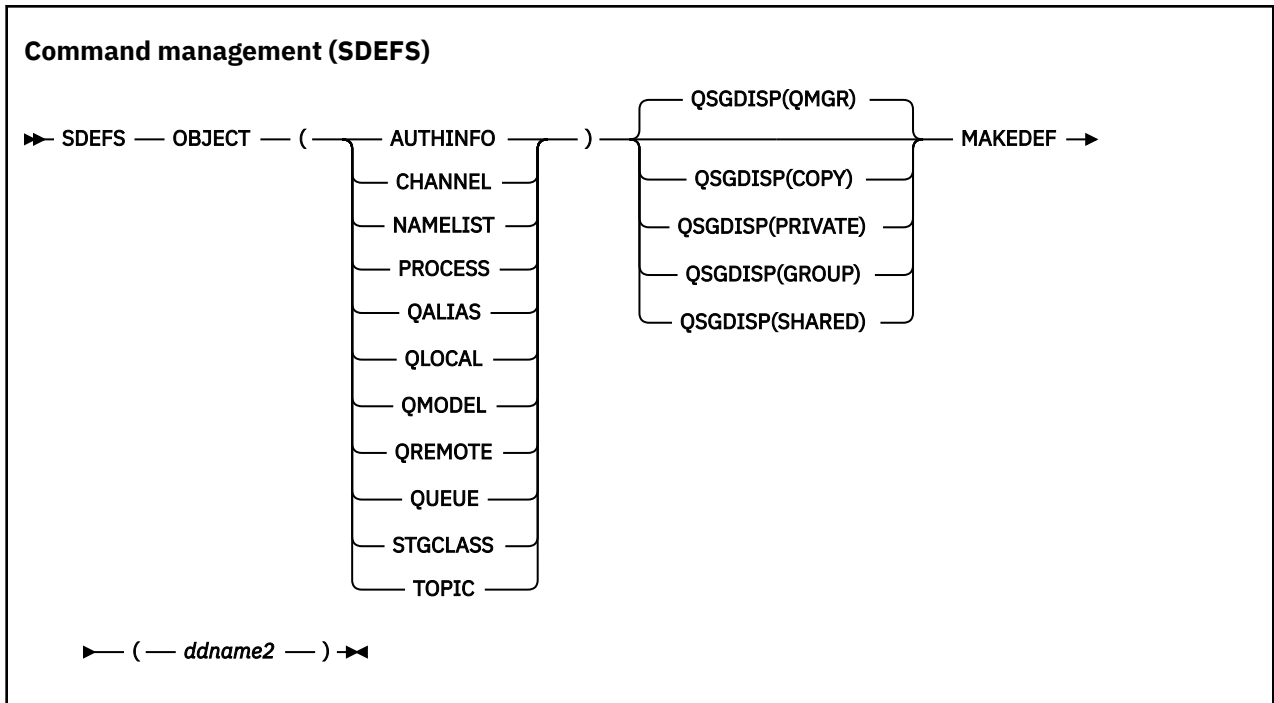 Command management (SDEFS)
QSGDISP(QMGR)
SDEFS OBJECT ( AUTHINFO ) MAKEDEF
CHANNEL QSGDISP(COPY)
NAMELIST QSGDISP(PRIVATE)
PROCESS QSGDISP(GROUP)
QALIAS QSGDISP(SHARED)
QLOCAL
QMODEL
QREMOTE
QUEUE
STGCLASS
TOPIC
( ddname2 )